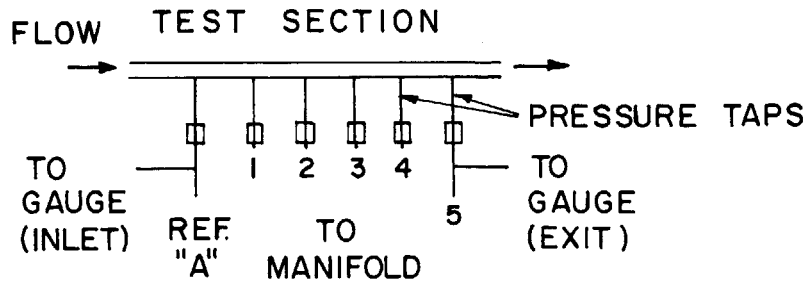 TEST SECTION
FLOW
PRESSURE TAPS
1 2 3 4
5
TO
GAUGE
(INLET)
REF.
"A"
TO
MANIFOLD
TO
GAUGE
(EXIT)